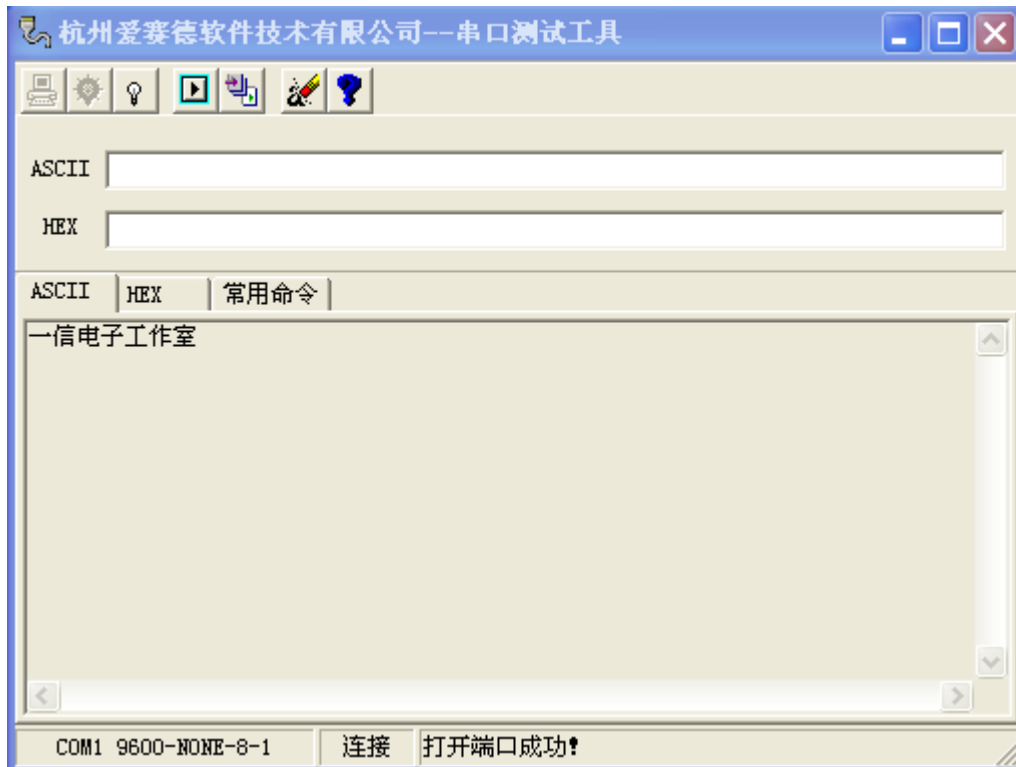 杭州爱赛德软件技术有限公司--串口测试工具
ASCII
HEX
ASCII HEX 常用命令
一信电子工作室
COM1 9600-NONE-8-1 连接 打开端口成功!